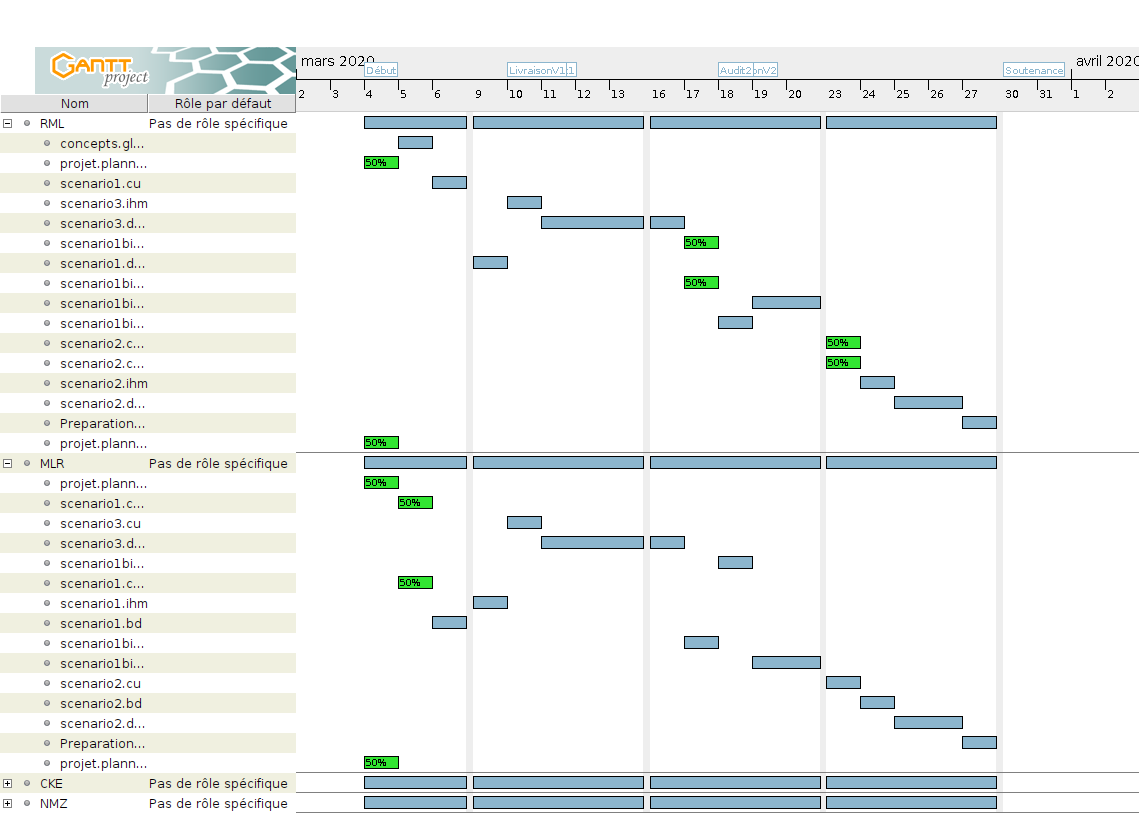 GANTT project
mars 2020 avril 2020
Début LivraisonV1 1 Audit2 onV2 Soutenance
Nom Rôle par défaut
2 3 4 5 6 9 10 11 12 13 16 17 18 19 20 23 24 25 26 27 30 31 1 2
RML Pas de rôle spécifique
concepts.gl...
projet.plann... 50%
scenario1.cu
scenario3.ihm
scenario3.d...
scenario1bi... 50%
scenario1.d...
scenario1bi... 50%
scenario1bi...
scenario1bi...
scenario2.c... 50%
scenario2.c... 50%
scenario2.ihm
scenario2.d...
Preparation...
projet.plann... 50%
MLR Pas de rôle spécifique
projet.plann... 50%
scenario1.c... 50%
scenario3.cu
scenario3.d...
scenario1bi...
scenario1.c... 50%
scenario1.ihm
scenario1.bd
scenario1bi...
scenario1bi...
scenario2.cu
scenario2.bd
scenario2.d...
Preparation...
projet.plann... 50%
CKE Pas de rôle spécifique
NMZ Pas de rôle spécifique